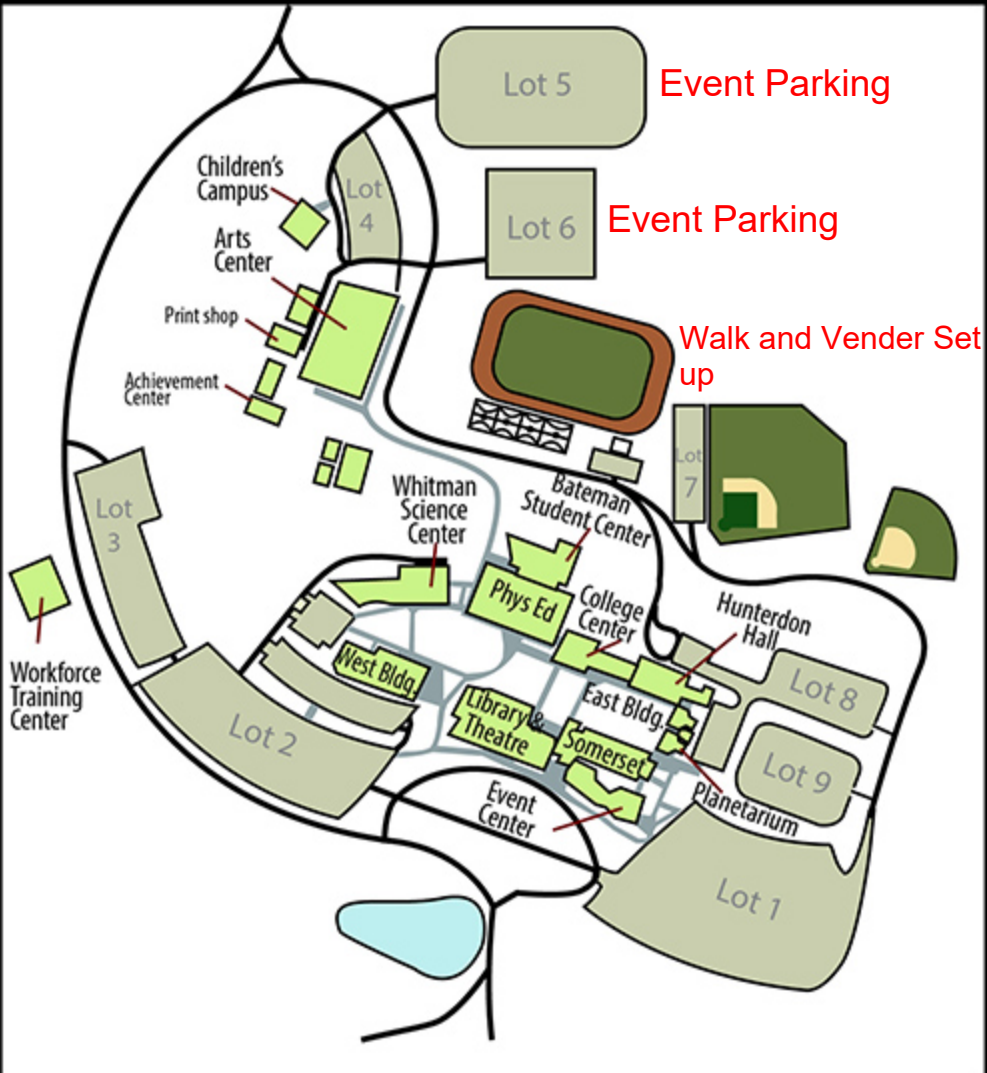 Lot 5
Event Parking
Children's
Campus
Lot
4
Lot 6
Event Parking
Arts
Center
Print shop
Walk and Vender Set
up
Achievement
Center
Lot
7
Whitman
Science
Center
Bateman
Student Center
Lot
3
Phys Ed
College
Center
Hunterdon
Hall
Workforce
Training
Center
West Bldg.
Lot 8
East Bldg.
Library &
Theatre
Lot 2
Somerset
Lot 9
Planetarium
Event
Center
Lot 1